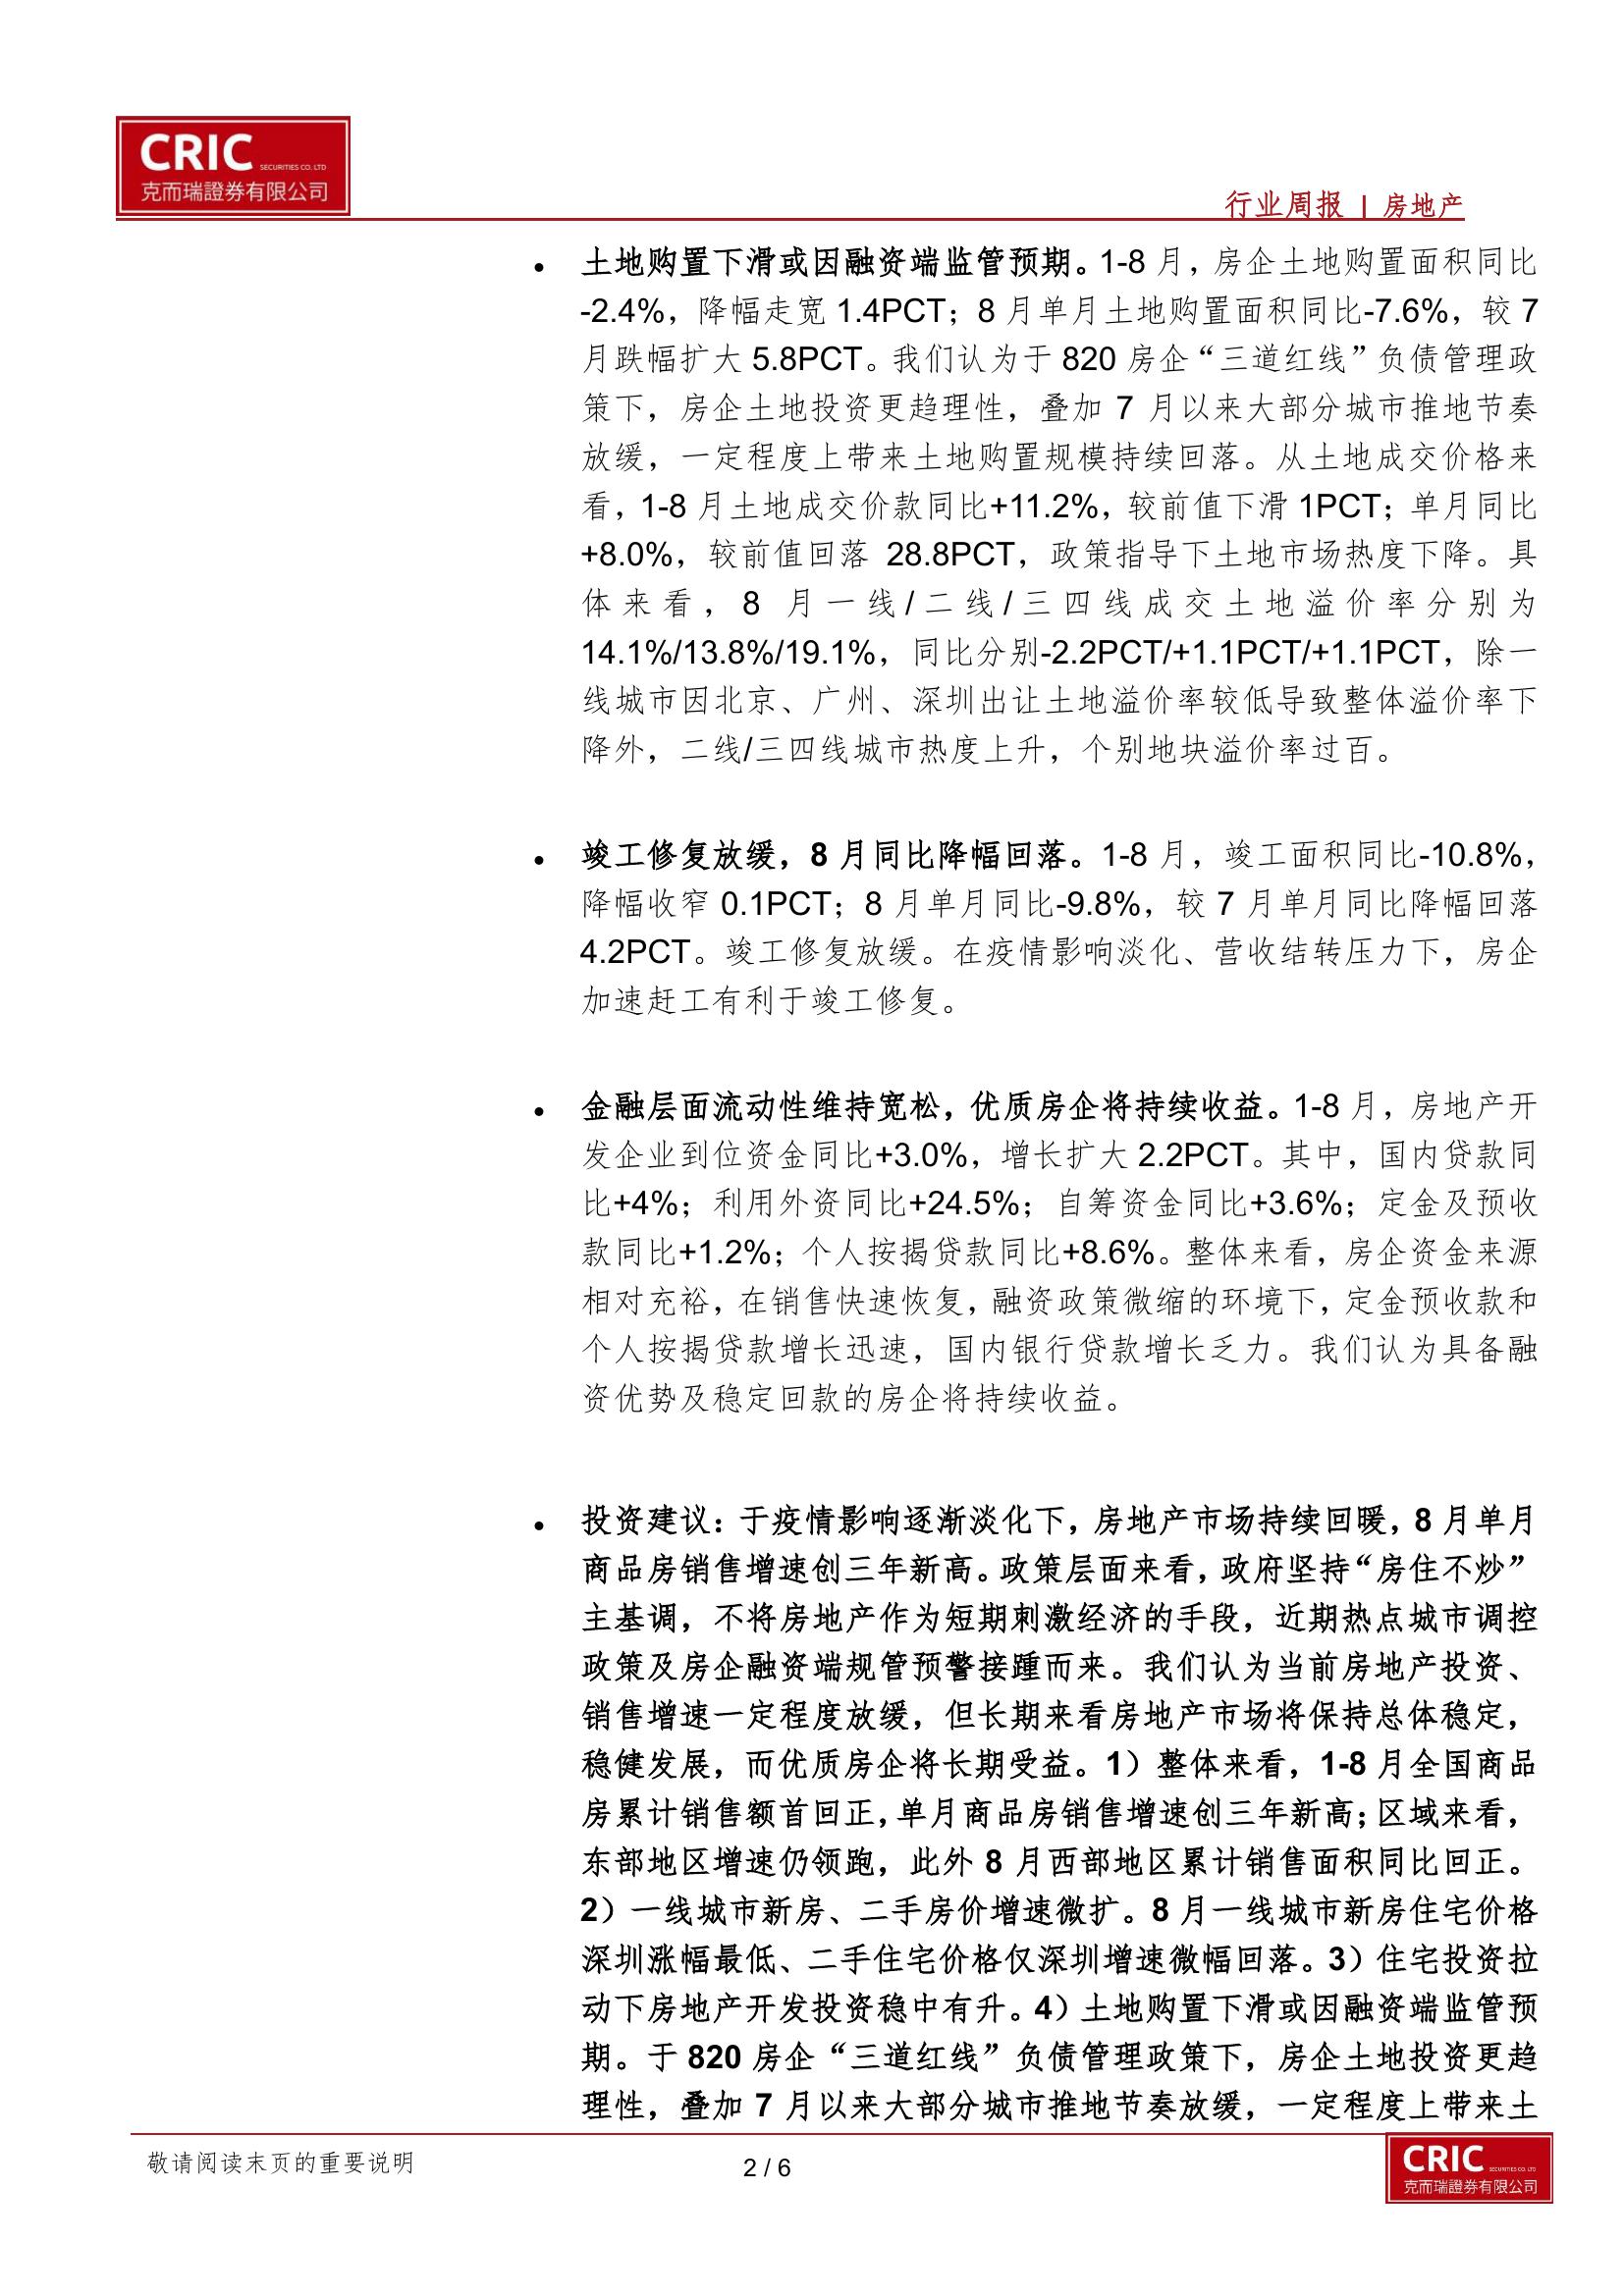 CRIC SECURITIES CO. LTD
克而瑞證券有限公司
行业周报 | 房地产
• 土地购置下滑或因融资端监管预期。1-8 月，房企土地购置面积同比
-2.4%，降幅走宽 1.4PCT；8 月单月土地购置面积同比-7.6%，较 7
月跌幅扩大 5.8PCT。我们认为于 820 房企“三道红线”负债管理政
策下，房企土地投资更趋理性，叠加 7 月以来大部分城市推地节奏
放缓，一定程度上带来土地购置规模持续回落。从土地成交价格来
看，1-8 月土地成交价款同比+11.2%，较前值下滑 1PCT；单月同比
+8.0%，较前值回落 28.8PCT，政策指导下土地市场热度下降。具
体来看，8 月一线/二线/三四线成交土地溢价率分别为
14.1%/13.8%/19.1%，同比分别-2.2PCT/+1.1PCT/+1.1PCT，除一
线城市因北京、广州、深圳出让土地溢价率较低导致整体溢价率下
降外，二线/三四线城市热度上升，个别地块溢价率过百。
• 竣工修复放缓，8 月同比降幅回落。1-8 月，竣工面积同比-10.8%，
降幅收窄 0.1PCT；8 月单月同比-9.8%，较 7 月单月同比降幅回落
4.2PCT。竣工修复放缓。在疫情影响淡化、营收结转压力下，房企
加速赶工有利于竣工修复。
• 金融层面流动性维持宽松，优质房企将持续收益。1-8 月，房地产开
发企业到位资金同比+3.0%，增长扩大 2.2PCT。其中，国内贷款同
比+4%；利用外资同比+24.5%；自筹资金同比+3.6%；定金及预收
款同比+1.2%；个人按揭贷款同比+8.6%。整体来看，房企资金来源
相对充裕，在销售快速恢复，融资政策微缩的环境下，定金预收款和
个人按揭贷款增长迅速，国内银行贷款增长乏力。我们认为具备融
资优势及稳定回款的房企将持续收益。
• 投资建议：于疫情影响逐渐淡化下，房地产市场持续回暖，8 月单月
商品房销售增速创三年新高。政策层面来看，政府坚持“房住不炒”
主基调，不将房地产作为短期刺激经济的手段，近期热点城市调控
政策及房企融资端规管预警接踵而来。我们认为当前房地产投资、
销售增速一定程度放缓，但长期来看房地产市场将保持总体稳定，
稳健发展，而优质房企将长期受益。1）整体来看，1-8 月全国商品
房累计销售额首回正，单月商品房销售增速创三年新高；区域来看，
东部地区增速仍领跑，此外 8 月西部地区累计销售面积同比回正。
2）一线城市新房、二手房价增速微扩。8 月一线城市新房住宅价格
深圳涨幅最低、二手住宅价格仅深圳增速微幅回落。3）住宅投资拉
动下房地产开发投资稳中有升。4）土地购置下滑或因融资端监管预
期。于 820 房企“三道红线”负债管理政策下，房企土地投资更趋
理性，叠加 7 月以来大部分城市推地节奏放缓，一定程度上带来土
敬请阅读末页的重要说明
2 / 6
CRIC SECURITIES CO. LTD
克而瑞證券有限公司